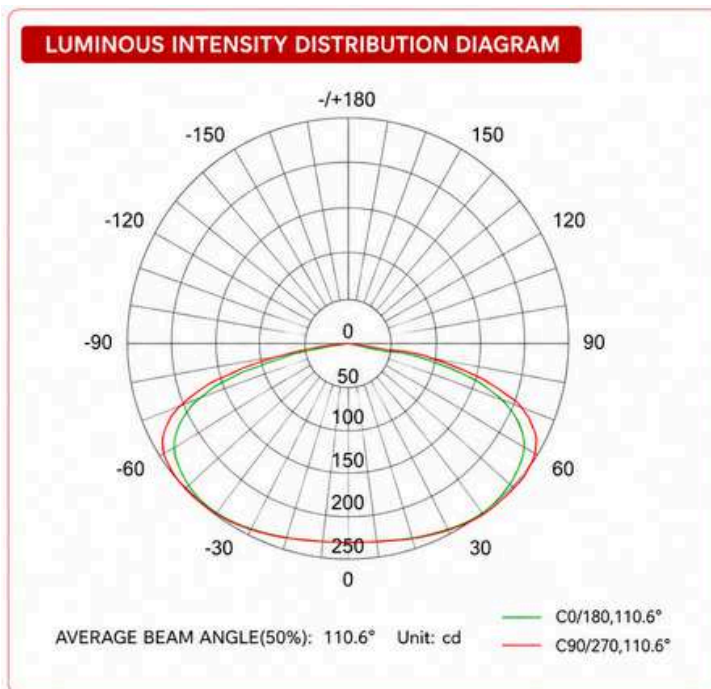 LUMINOUS INTENSITY DISTRIBUTION DIAGRAM
-/+180
-150 150
-120 120
-90 0 90
50
100
-60 150 60
200
-30 250 30
0
C0/180,110.6°
AVERAGE BEAM ANGLE(50%): 110.6° Unit: cd
C90/270,110.6°